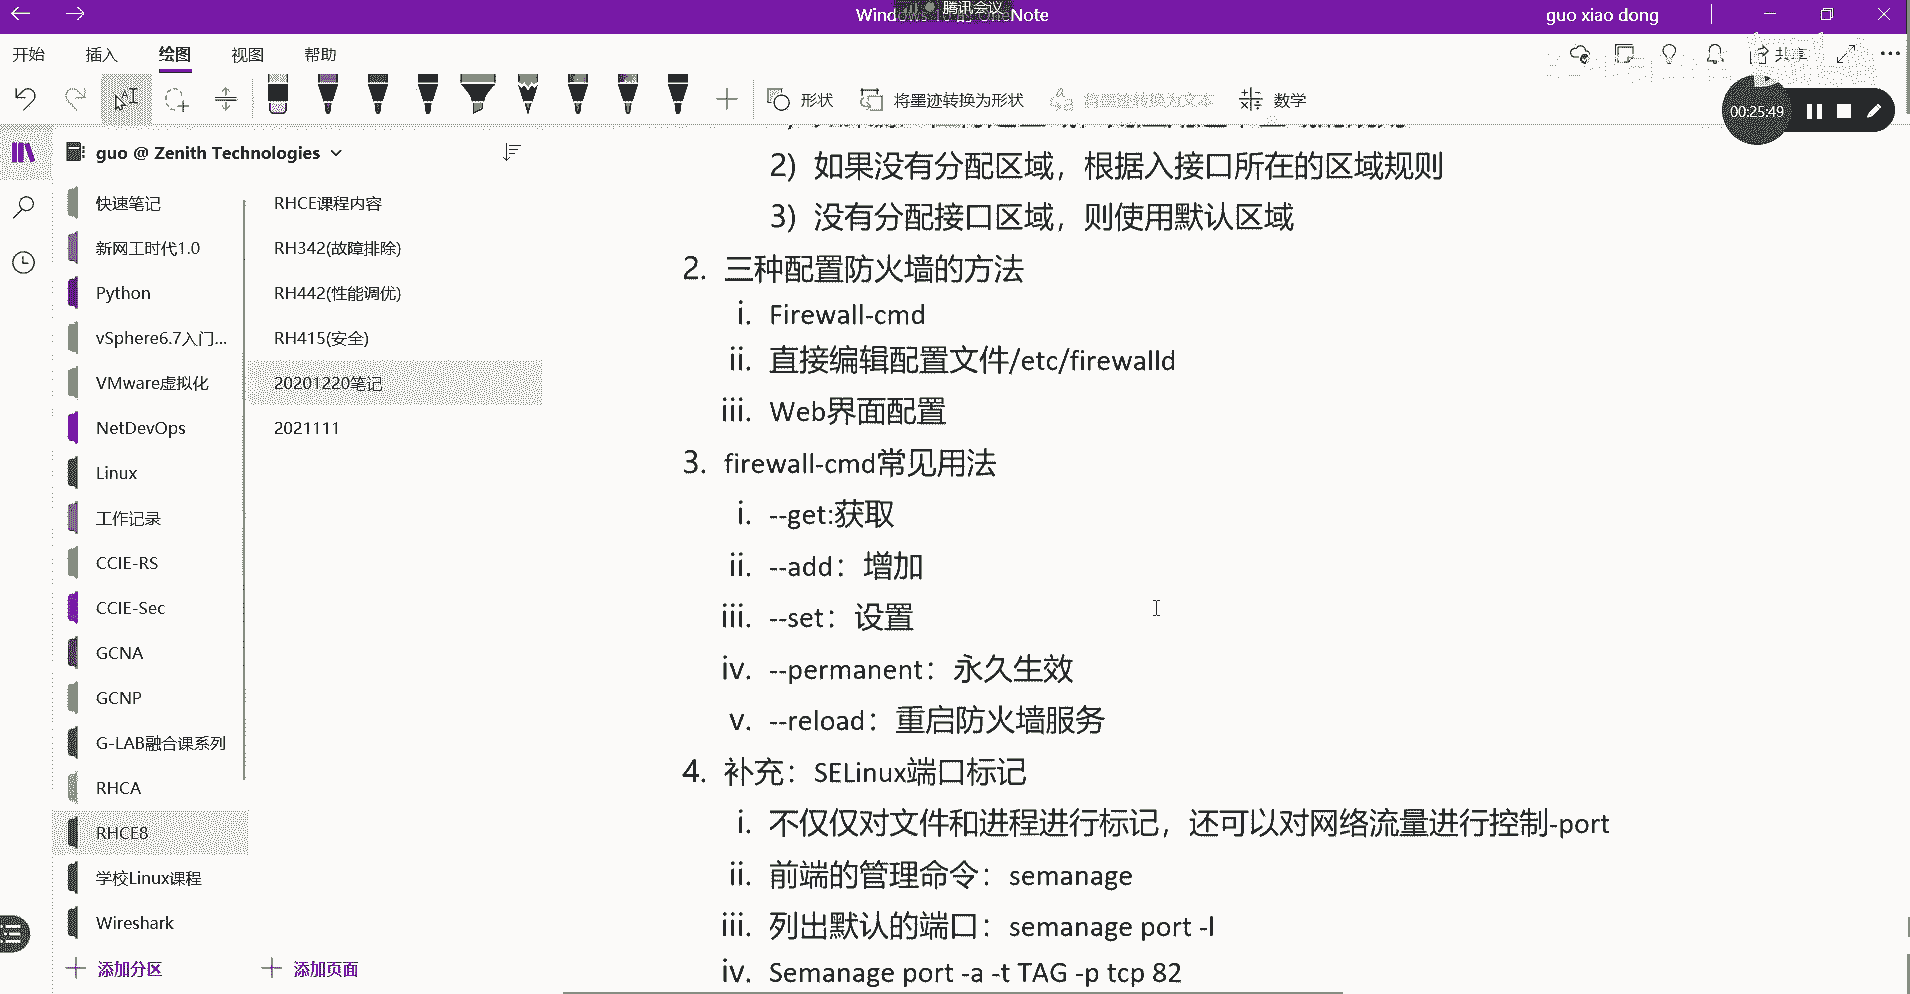 Windows 10 的 OneNote
腾讯会议
guo xiao dong
开始 插入 绘图 视图 帮助
共享
形状 将墨迹转换为形状 将墨迹转换为文本 数学
00:25:49
guo @ Zenith Technologies
快速笔记
新网工时代1.0
Python
vSphere6.7入门...
VMware虚拟化
NetDevOps
Linux
工作记录
CCIE-RS
CCIE-Sec
GCNA
GCNP
G-LAB融合课系列
RHCA
RHCE8
学校Linux课程
Wireshark
添加分区
RHCE课程内容
RH342(故障排除)
RH442(性能调优)
RH415(安全)
20201220笔记
2021111
添加页面
2) 如果没有分配区域，根据入接口所在的区域规则
3) 没有分配接口区域，则使用默认区域
2. 三种配置防火墙的方法
i. Firewall-cmd
ii. 直接编辑配置文件/etc/firewalld
iii. Web界面配置
3. firewall-cmd常见用法
i. --get:获取
ii. --add：增加
iii. --set：设置
iv. --permanent：永久生效
v. --reload：重启防火墙服务
4. 补充：SELinux端口标记
i. 不仅仅对文件和进程进行标记，还可以对网络流量进行控制-port
ii. 前端的管理命令：semanage
iii. 列出默认的端口：semanage port -l
iv. Semanage port -a -t TAG -p tcp 82